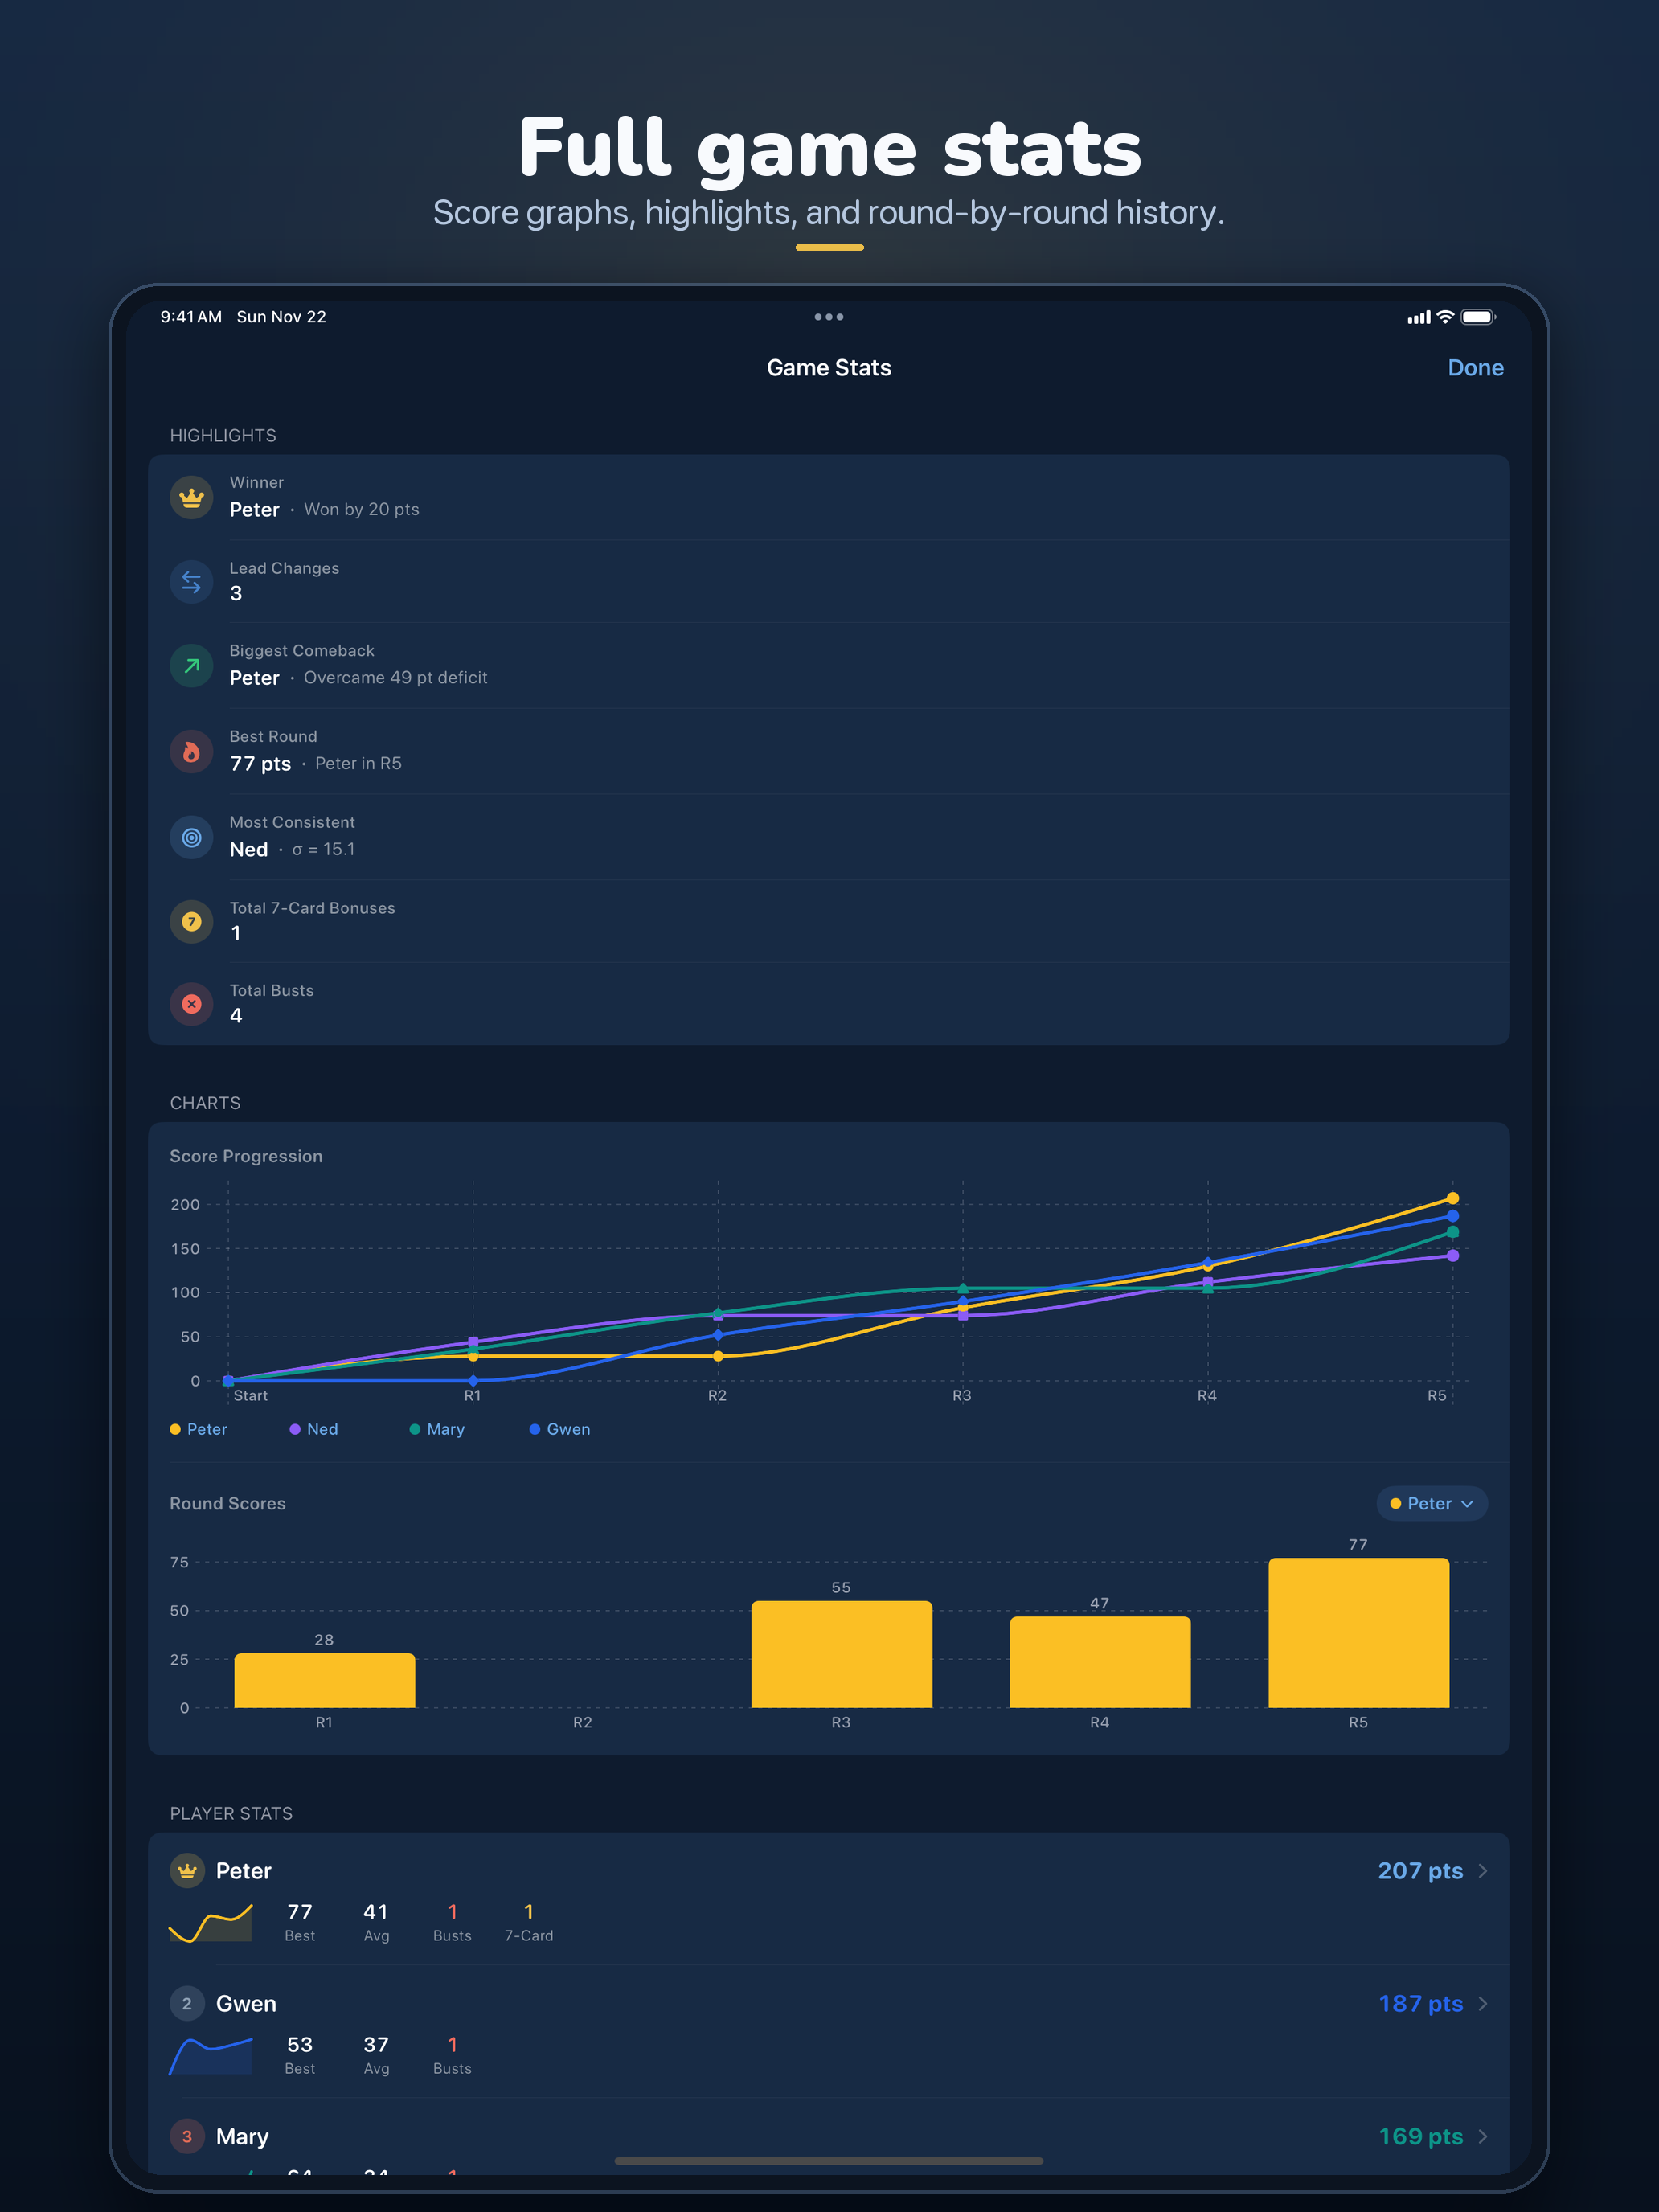 Full game stats
Score graphs, highlights, and round-by-round history.
9:41 AM Sun Nov 22
Game Stats
Done
HIGHLIGHTS
Winner
Peter · Won by 20 pts
Lead Changes
3
Biggest Comeback
Peter · Overcame 49 pt deficit
Best Round
77 pts · Peter in R5
Most Consistent
Ned · σ = 15.1
7
Total 7-Card Bonuses
1
Total Busts
4
CHARTS
Score Progression
200
150
100
50
0
Start R1 R2 R3 R4 R5
Peter Ned Mary Gwen
Round Scores
Peter
75
50
25
0
28
55
47
77
R1 R2 R3 R4 R5
PLAYER STATS
Peter
207 pts
77 41 1 1
Best Avg Busts 7-Card
2
Gwen
187 pts
53 37 1
Best Avg Busts
3
Mary
169 pts